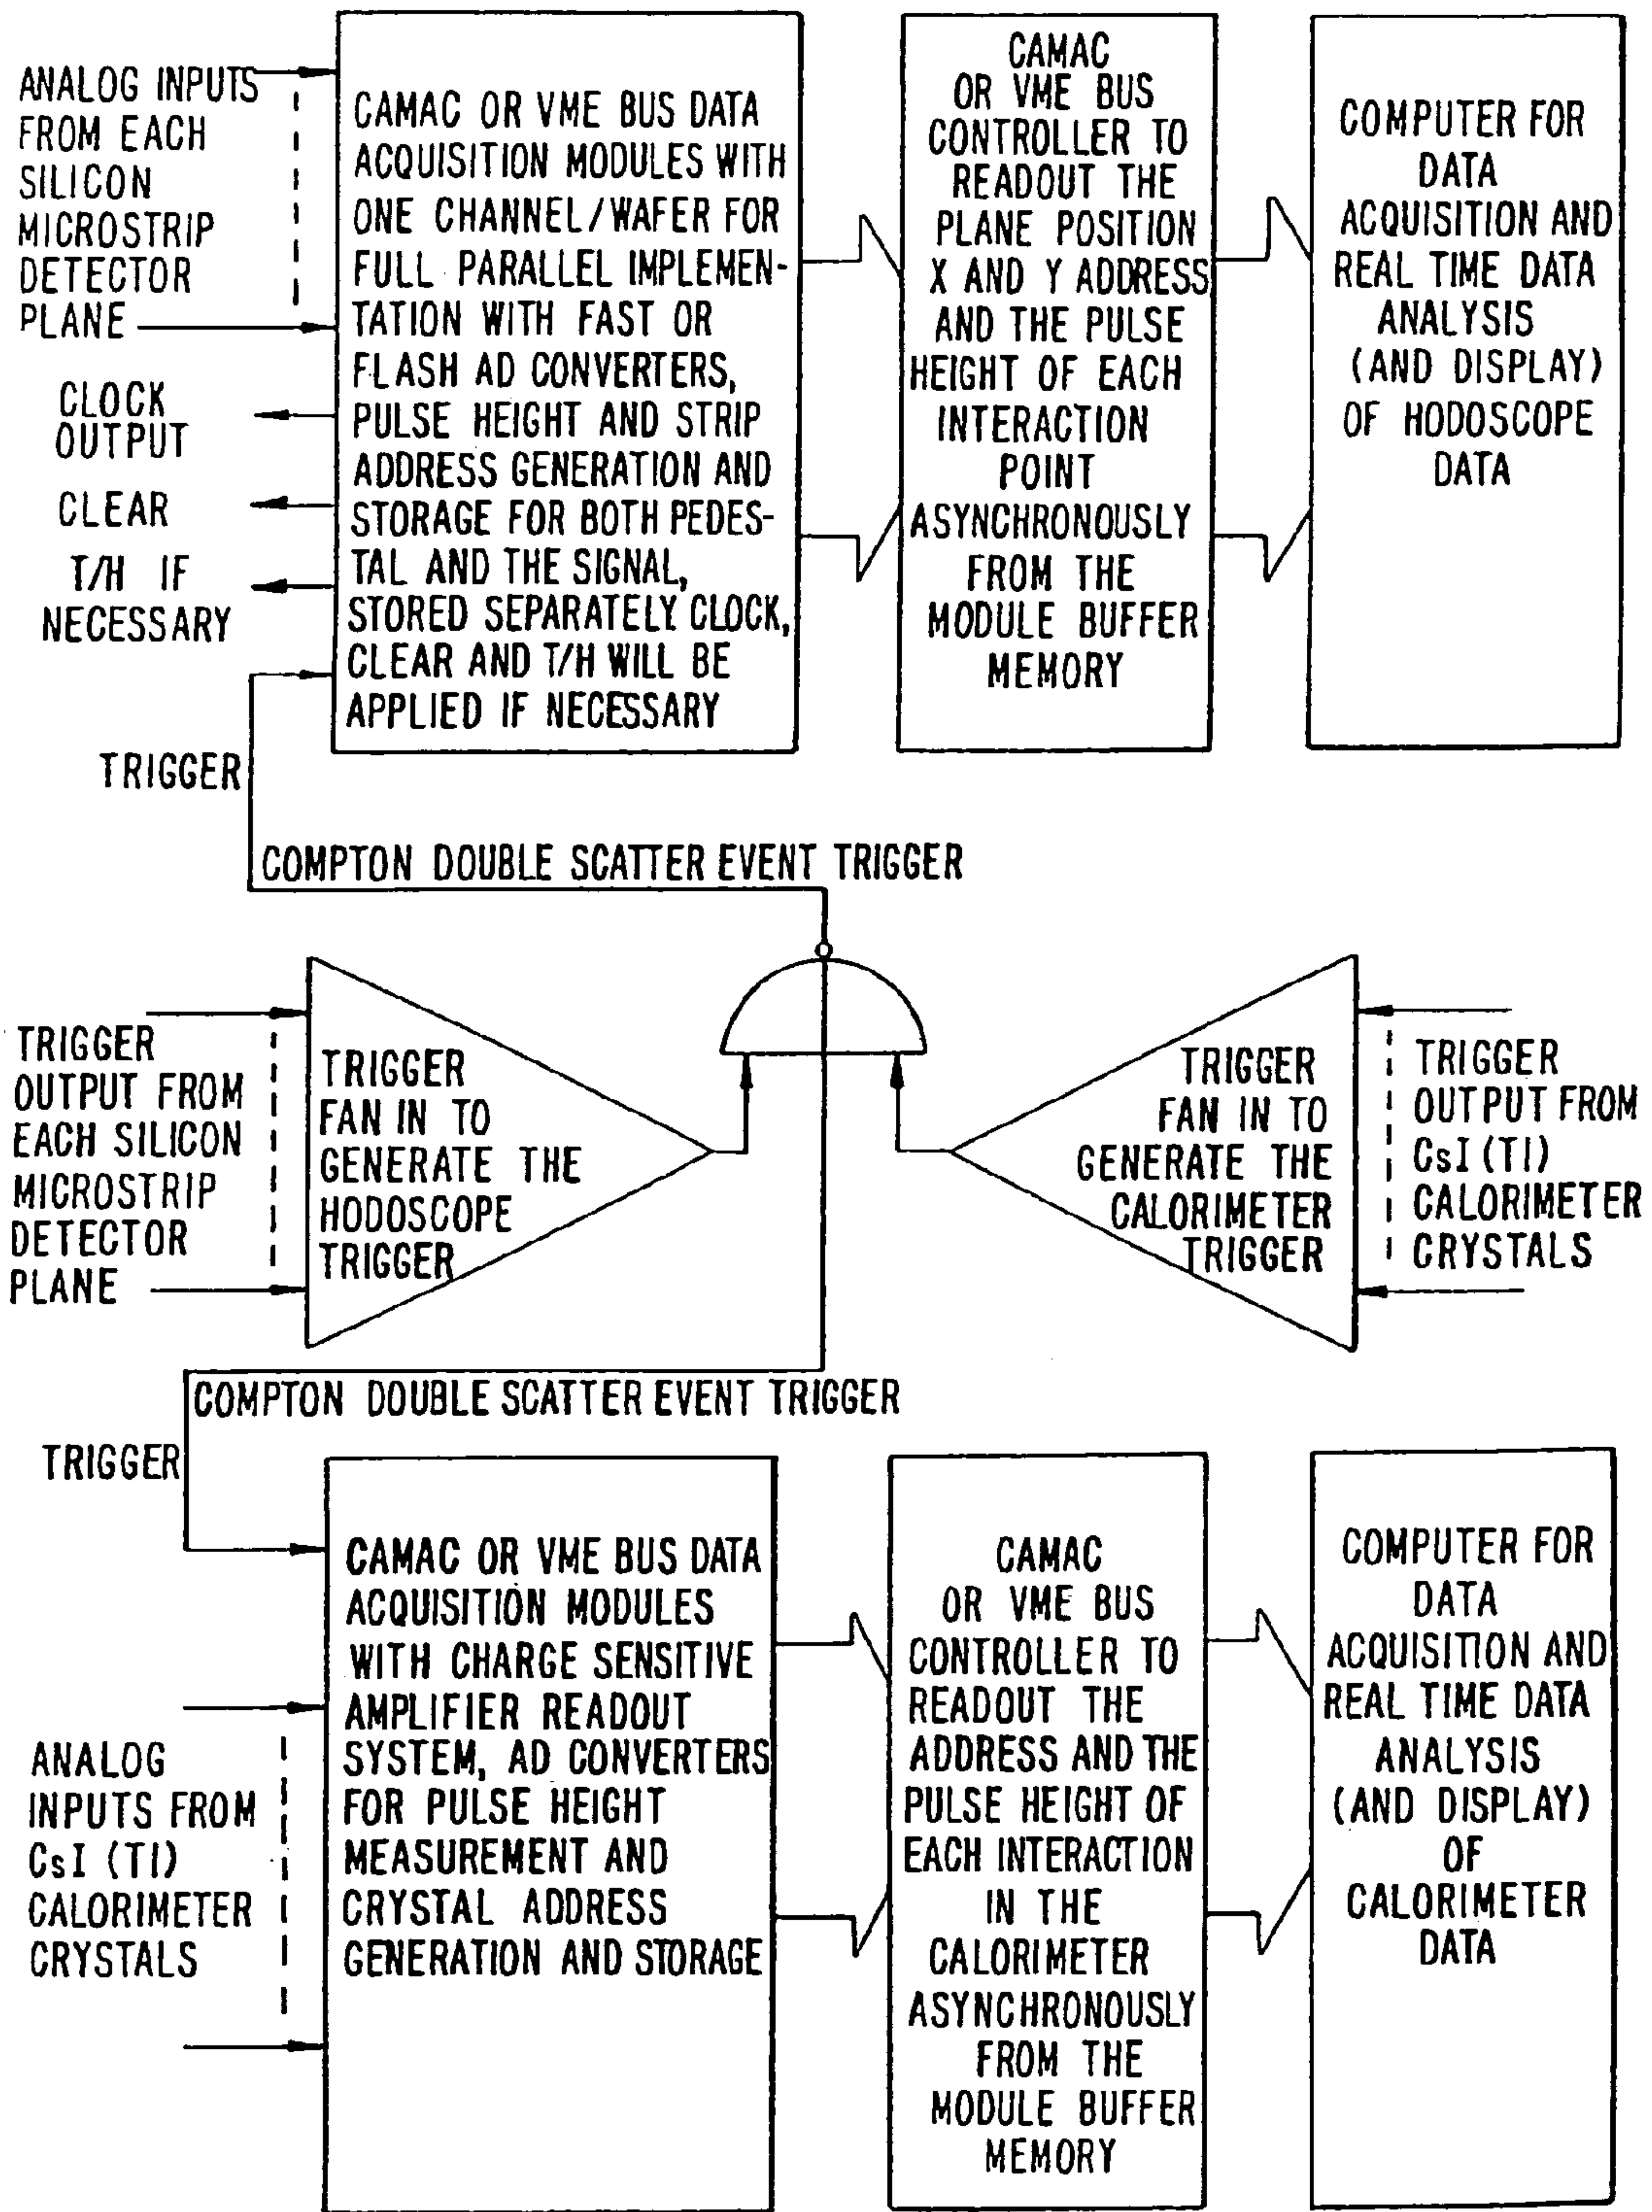 ANALOG INPUTS
FROM EACH
SILICON
MICROSTRIP
DETECTOR
PLANE
CLOCK
OUTPUT
CLEAR
T/H IF
NECESSARY
CAMAC OR VME BUS DATA
ACQUISITION MODULES WITH
ONE CHANNEL/WAFER FOR
FULL PARALLEL IMPLEMEN-
TATION WITH FAST OR
FLASH AD CONVERTERS,
PULSE HEIGHT AND STRIP
ADDRESS GENERATION AND
STORAGE FOR BOTH PEDES-
TAL AND THE SIGNAL,
STORED SEPARATELY CLOCK,
CLEAR AND T/H WILL BE
APPLIED IF NECESSARY
CAMAC
OR VME BUS
CONTROLLER TO
READOUT THE
PLANE POSITION
X AND Y ADDRESS
AND THE PULSE
HEIGHT OF EACH
INTERACTION
POINT
ASYNCHRONOUSLY
FROM THE
MODULE BUFFER
MEMORY
COMPUTER FOR
DATA
ACQUISITION AND
REAL TIME DATA
ANALYSIS
(AND DISPLAY)
OF HODOSCOPE
DATA
TRIGGER
COMPTON DOUBLE SCATTER EVENT TRIGGER
TRIGGER
OUTPUT FROM
EACH SILICON
MICROSTRIP
DETECTOR
PLANE
TRIGGER
FAN IN TO
GENERATE THE
HODOSCOPE
TRIGGER
TRIGGER
FAN IN TO
GENERATE THE
CALORIMETER
TRIGGER
TRIGGER
OUTPUT FROM
CsI (Tl)
CALORIMETER
CRYSTALS
COMPTON DOUBLE SCATTER EVENT TRIGGER
TRIGGER
ANALOG
INPUTS FROM
CsI (Tl)
CALORIMETER
CRYSTALS
CAMAC OR VME BUS DATA
ACQUISITION MODULES
WITH CHARGE SENSITIVE
AMPLIFIER READOUT
SYSTEM, AD CONVERTERS
FOR PULSE HEIGHT
MEASUREMENT AND
CRYSTAL ADDRESS
GENERATION AND STORAGE
CAMAC
OR VME BUS
CONTROLLER TO
READOUT THE
ADDRESS AND THE
PULSE HEIGHT OF
EACH INTERACTION
IN THE
CALORIMETER
ASYNCHRONOUSLY
FROM THE
MODULE BUFFER
MEMORY
COMPUTER FOR
DATA
ACQUISITION AND
REAL TIME DATA
ANALYSIS
(AND DISPLAY)
OF
CALORIMETER
DATA